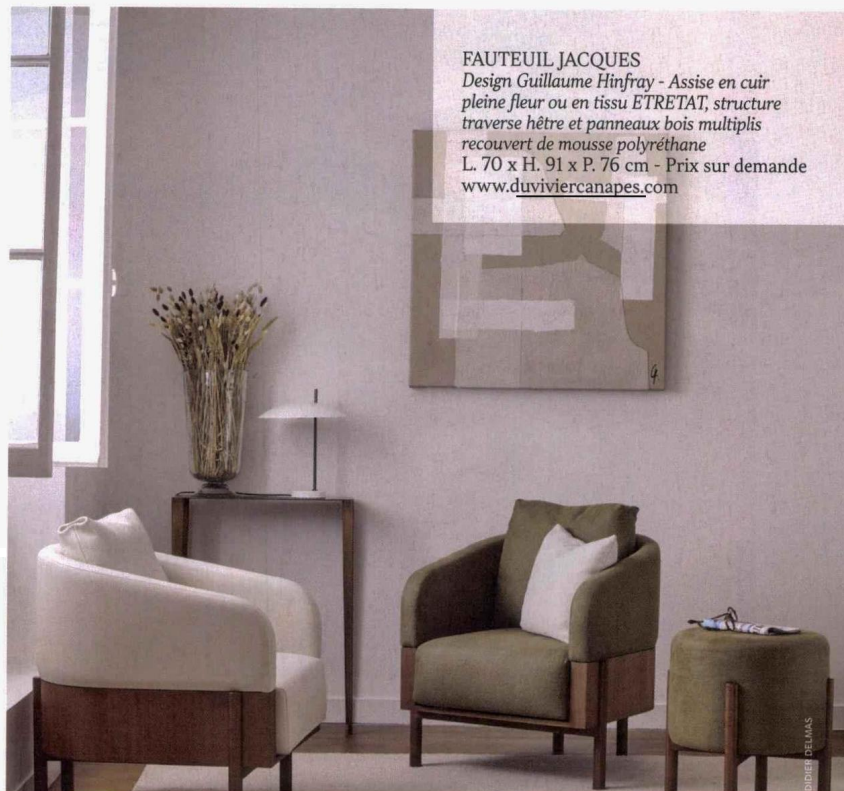 FAUTEUIL JACQUES
Design Guillaume Hinfray - Assise en cuir
pleine fleur ou en tissu ETRETAT, structure
traverse hêtre et panneaux bois multiplis
recouvert de mousse polyréthane
L. 70 x H. 91 x P. 76 cm - Prix sur demande
www.duviviercanapes.com
DIDIER DELMAS